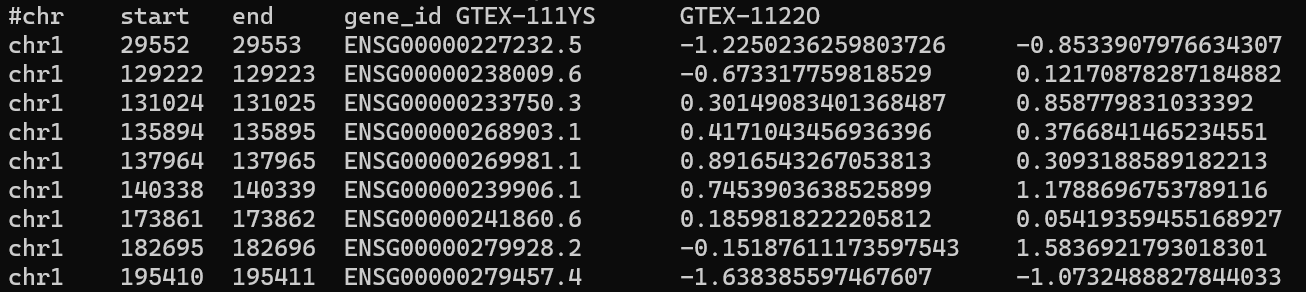 #chr start end gene_id GTEX-111YS GTEX-1122O
chr1 29552 29553 ENSG00000227232.5 -1.2250236259803726 -0.8533907976634307
chr1 129222 129223 ENSG00000238009.6 -0.673317759818529 0.12170878287184882
chr1 131024 131025 ENSG00000233750.3 0.30149083401368487 0.858779831033392
chr1 135894 135895 ENSG00000268903.1 0.4171043456936396 0.3766841465234551
chr1 137964 137965 ENSG00000269981.1 0.8916543267053813 0.3093188589182213
chr1 140338 140339 ENSG00000239906.1 0.7453903638525899 1.1788696753789116
chr1 173861 173862 ENSG00000241860.6 0.1859818222205812 0.05419359455168927
chr1 182695 182696 ENSG00000279928.2 -0.15187611173597543 1.5836921793018301
chr1 195410 195411 ENSG00000279457.4 -1.638385597467607 -1.0732488827844033